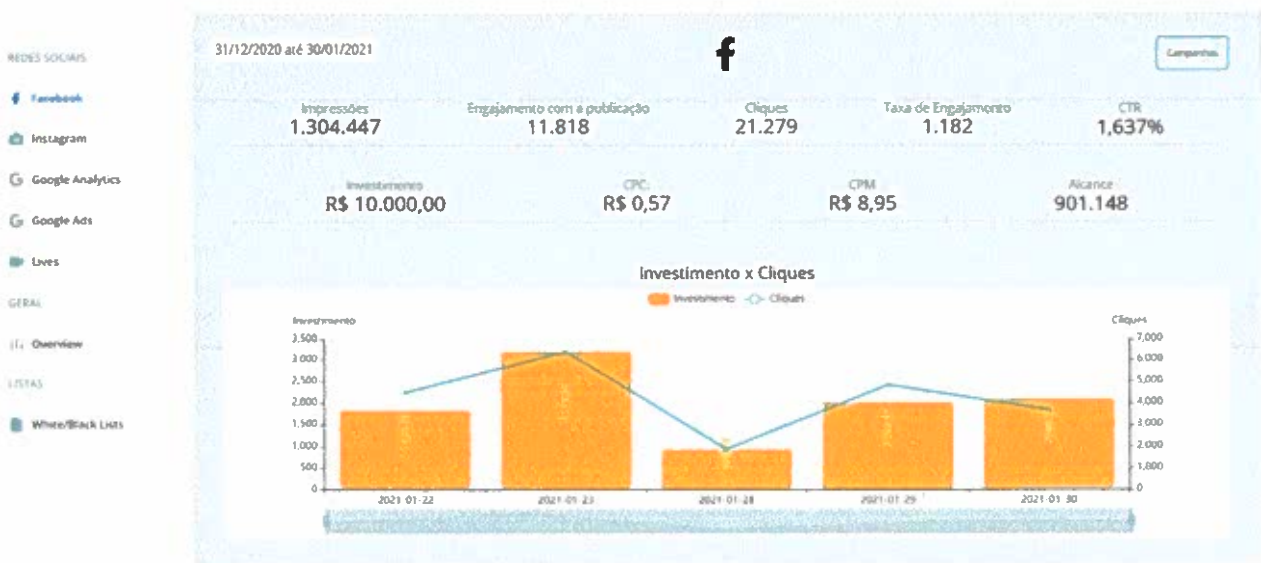 REDES SOCIAIS
Facebook
Instagram
Google Analytics
Google Ads
Lives
GERAL
Overview
LISTAS
White/Black Lists
31/12/2020 até 30/01/2021
Campanhas
Impressões
1.304.447
Engajamento com a publicação
11.818
Cliques
21.279
Taxa de Engajamento
1.182
CTR
1,637%
Investimento
R$ 10.000,00
CPC
R$ 0,57
CPM
R$ 8,95
Alcance
901.148
Investimento x Cliques
Investimento Cliques
Investimento Cliques
3,500 7,000
3,000 6,000
2,500 5,000
2,000 4,000
1,500 3,000
1,000 2,000
500 1,000
0 0
2021-01-22 2021-01-23 2021-01-28 2021-01-29 2021-01-30